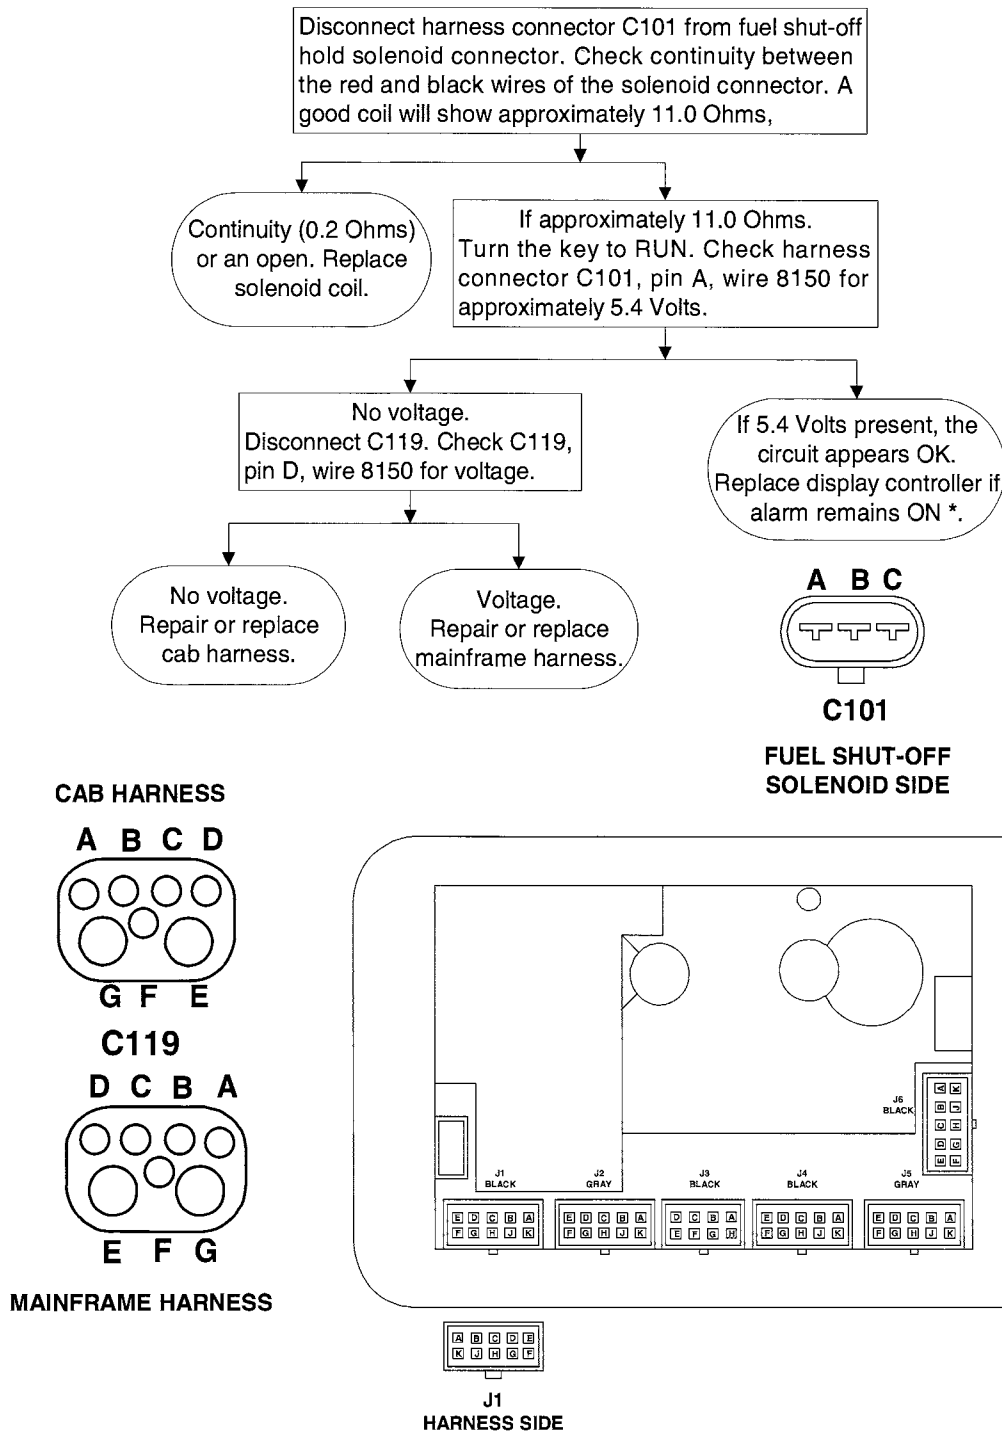 Disconnect harness connector C101 from fuel shut-off
hold solenoid connector. Check continuity between
the red and black wires of the solenoid connector. A
good coil will show approximately 11.0 Ohms,
Continuity (0.2 Ohms)
or an open. Replace
solenoid coil.
If approximately 11.0 Ohms.
Turn the key to RUN. Check harness
connector C101, pin A, wire 8150 for
approximately 5.4 Volts.
No voltage.
Disconnect C119. Check C119,
pin D, wire 8150 for voltage.
If 5.4 Volts present, the
circuit appears OK.
Replace display controller if
alarm remains ON *.
No voltage.
Repair or replace
cab harness.
Voltage.
Repair or replace
mainframe harness.
A B C
C101
FUEL SHUT-OFF
SOLENOID SIDE
CAB HARNESS
A B C D
G F E
C119
D C B A
E F G
MAINFRAME HARNESS
J6
BLACK
A K
B J
C H
D G
E F
J1
BLACK
J2
GRAY
J3
BLACK
J4
BLACK
J5
GRAY
E D C B A
F G H J K
E D C B A
F G H J K
D C B A
E F G H
E D C B A
F G H J K
E D C B A
F G H J K
A B C D E
K J H G F
J1
HARNESS SIDE